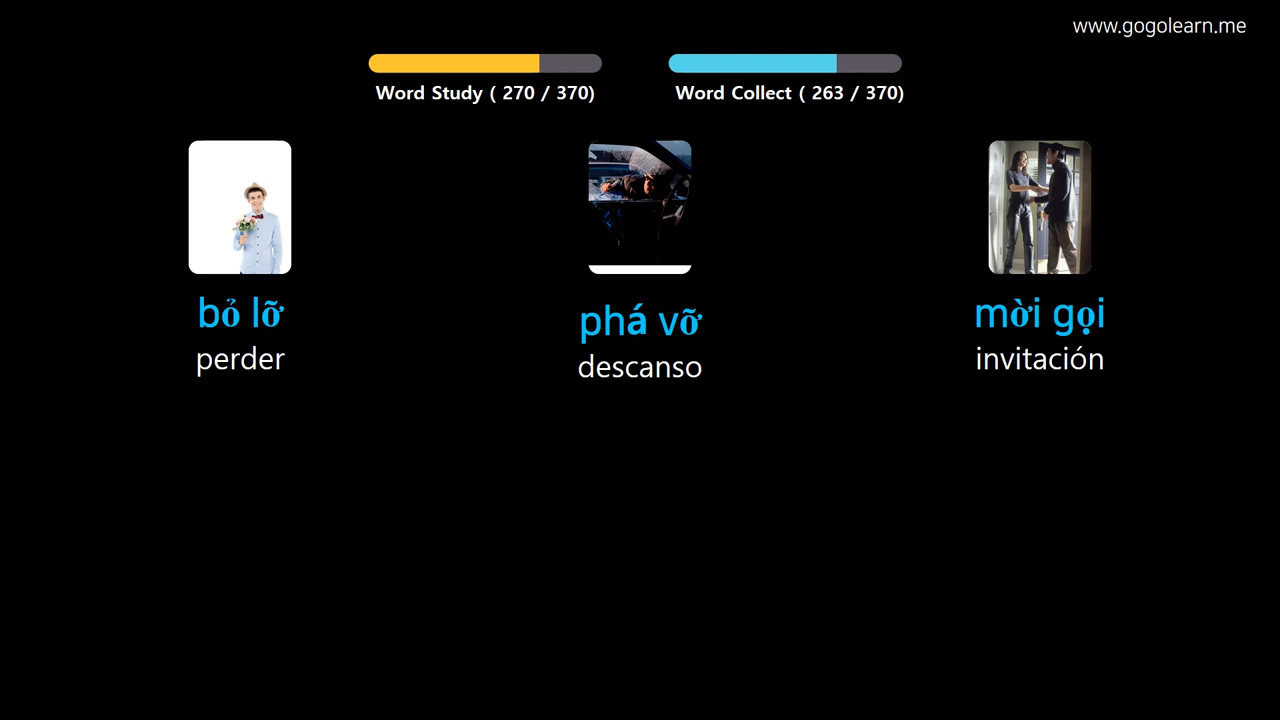 www.gogolearn.me
Word Study ( 270 / 370)
Word Collect ( 263 / 370)
bỏ lỡ
perder
phá vỡ
descanso
mời gọi
invitación